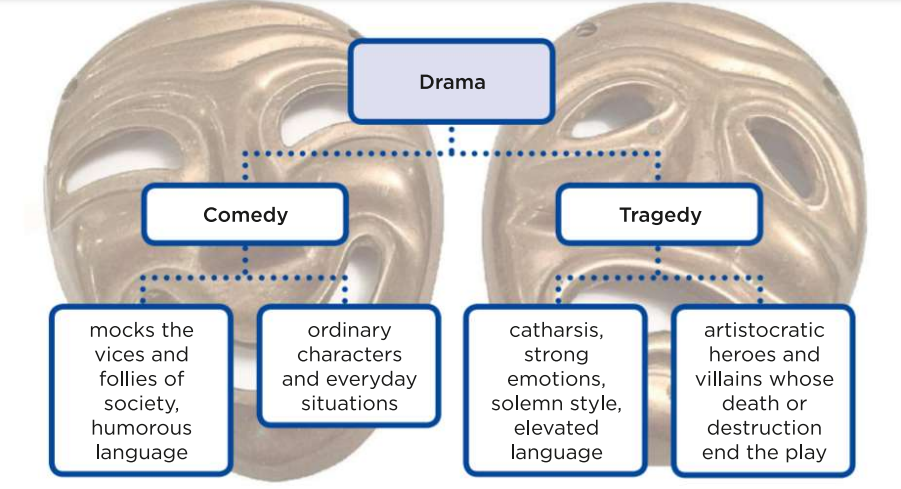 Drama
Comedy
Tragedy
mocks the
vices and
follies of
society,
humorous
language
ordinary
characters
and everyday
situations
catharsis,
strong
emotions,
solemn style,
elevated
language
artistocratic
heroes and
villains whose
death or
destruction
end the play